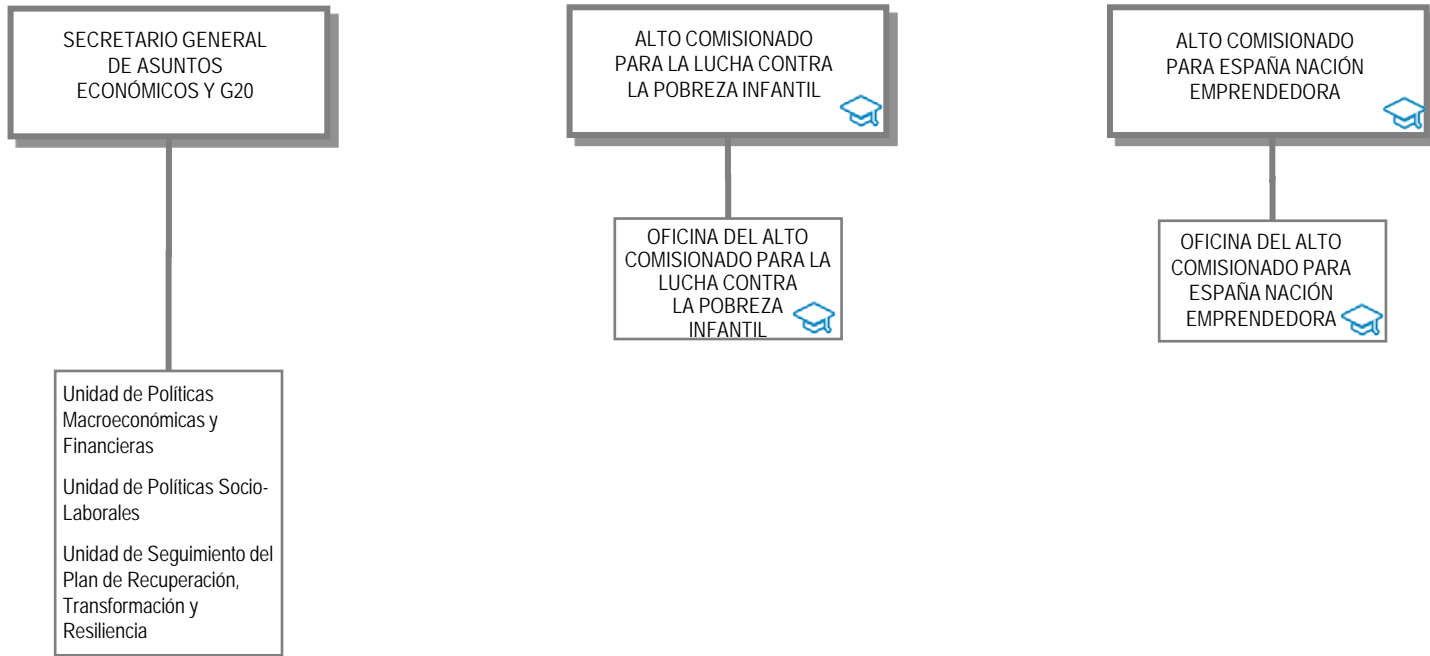 SECRETARIO GENERAL
DE ASUNTOS
ECONÓMICOS Y G20
ALTO COMISIONADO
PARA LA LUCHA CONTRA
LA POBREZA INFANTIL
ALTO COMISIONADO
PARA ESPAÑA NACIÓN
EMPRENDEDORA
OFICINA DEL ALTO
COMISIONADO PARA LA
LUCHA CONTRA
LA POBREZA
INFANTIL
OFICINA DEL ALTO
COMISIONADO PARA
ESPAÑA NACIÓN
EMPRENDEDORA
Unidad de Políticas
Macroeconómicas y
Financieras
Unidad de Políticas Socio-
Laborales
Unidad de Seguimiento del
Plan de Recuperación,
Transformación y
Resiliencia